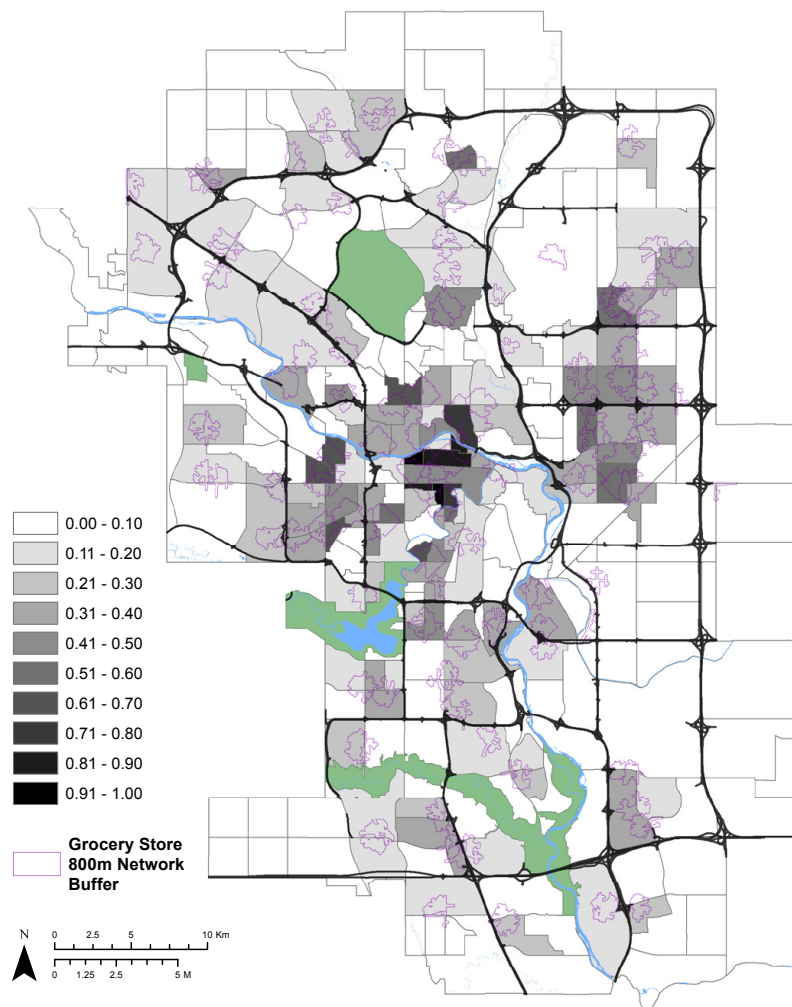 0.00 - 0.10
0.11 - 0.20
0.21 - 0.30
0.31 - 0.40
0.41 - 0.50
0.51 - 0.60
0.61 - 0.70
0.71 - 0.80
0.81 - 0.90
0.91 - 1.00
Grocery Store
800m Network
Buffer
N
0 2.5 5 10 Km
0 1.25 2.5 5 M